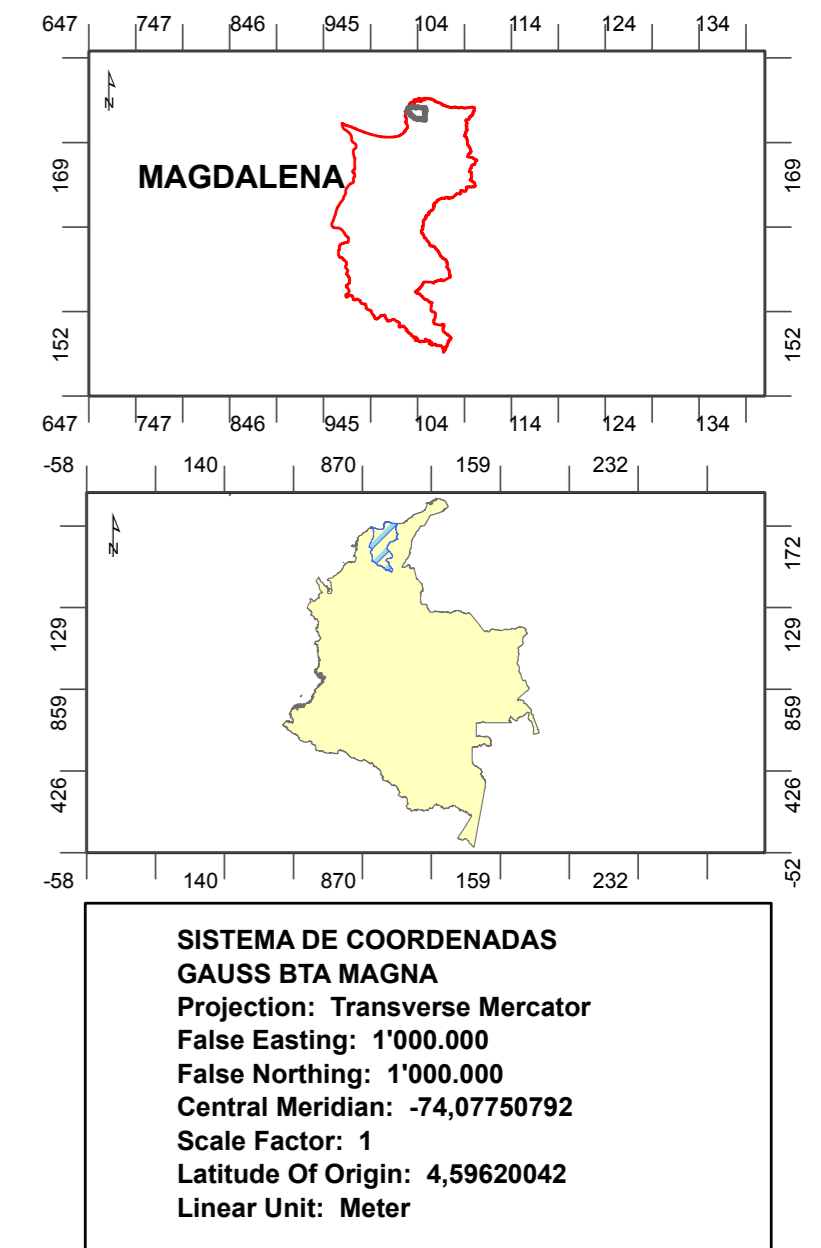 647 747 846 945 104 114 124 134
N
MAGDALENA
169 169
152 152
647 747 846 945 104 114 124 134
-58 140 870 159 232
N
172
129 129
859 859
426 426
-52
-58 140 870 159 232
SISTEMA DE COORDENADAS
GAUSS BTA MAGNA
Projection: Transverse Mercator
False Easting: 1'000.000
False Northing: 1'000.000
Central Meridian: -74,07750792
Scale Factor: 1
Latitude Of Origin: 4,59620042
Linear Unit: Meter